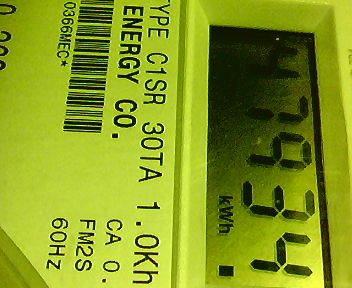 TYPE C1SR 30TA 1.0Kh
ENERGY CO.
CA 0.
FM2S
60Hz
0366MEC*
47934
kWh